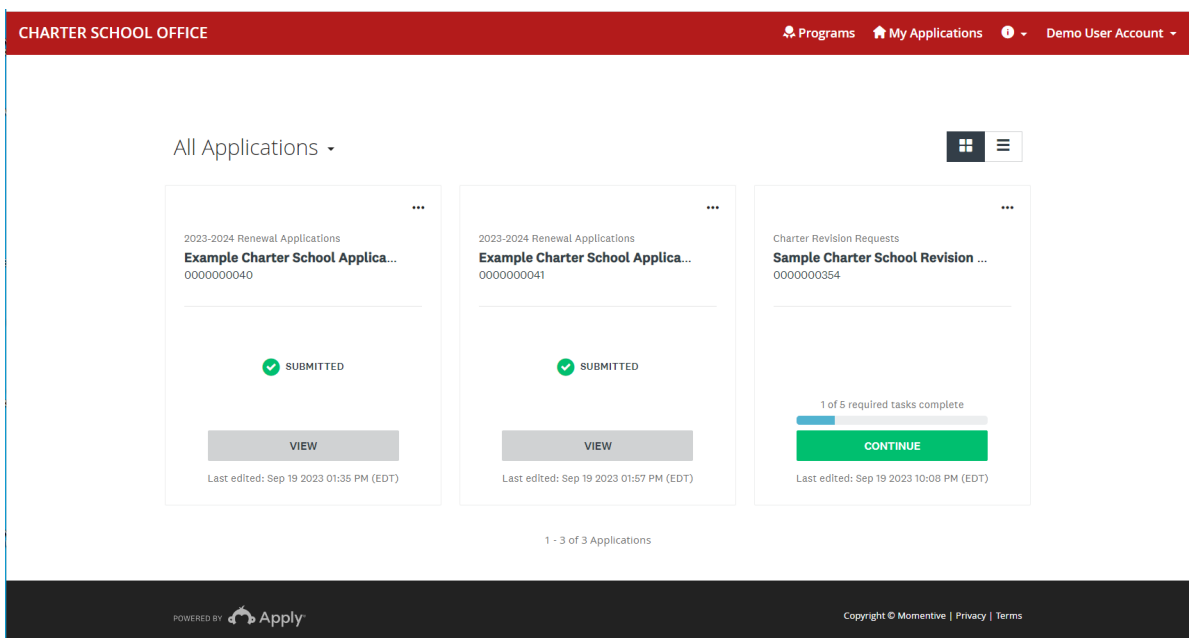 CHARTER SCHOOL OFFICE
Programs
My Applications
Demo User Account
All Applications
2023-2024 Renewal Applications
Example Charter School Applica...
0000000040
SUBMITTED
VIEW
Last edited: Sep 19 2023 01:35 PM (EDT)
2023-2024 Renewal Applications
Example Charter School Applica...
0000000041
SUBMITTED
VIEW
Last edited: Sep 19 2023 01:57 PM (EDT)
Charter Revision Requests
Sample Charter School Revision ...
0000000354
1 of 5 required tasks complete
CONTINUE
Last edited: Sep 19 2023 10:08 PM (EDT)
1 - 3 of 3 Applications
POWERED BY Apply
Copyright © Momentive | Privacy | Terms